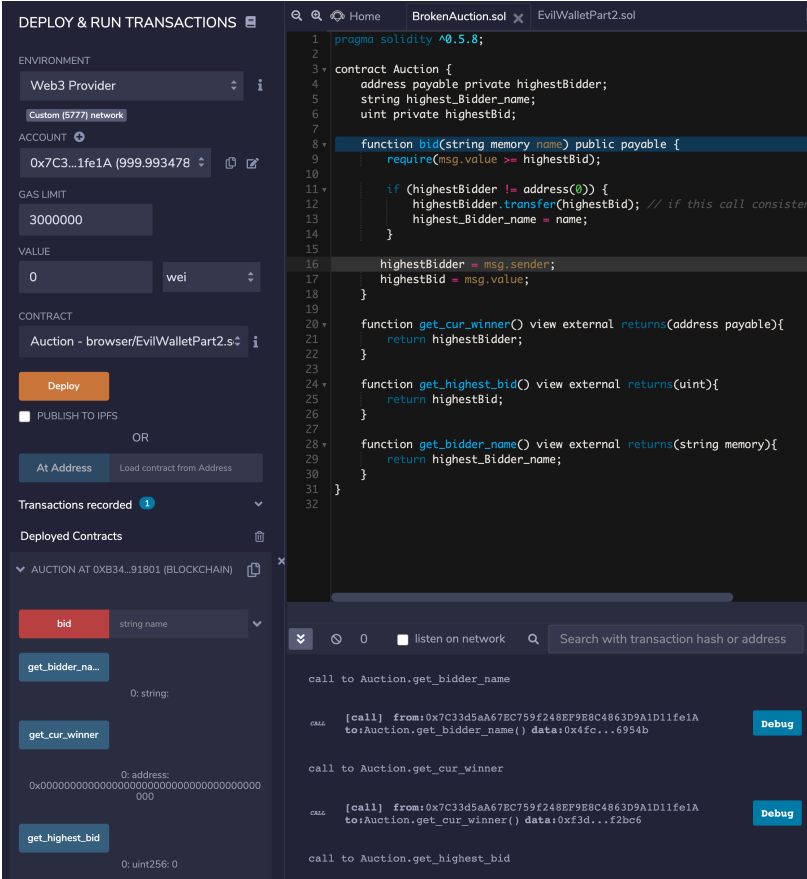 DEPLOY & RUN TRANSACTIONS
ENVIRONMENT
Web3 Provider
Custom (5777) network
ACCOUNT
0x7C3...1fe1A (999.993478
GAS LIMIT
3000000
VALUE
0
wei
CONTRACT
Auction - browser/EvilWalletPart2.s
Deploy
PUBLISH TO IPFS
OR
At Address
Load contract from Address
Transactions recorded 1
Deployed Contracts
AUCTION AT 0XB34...91801 (BLOCKCHAIN)
bid
string name
get_bidder_na...
0: string:
get_cur_winner
0: address:
0x0000000000000000000000000000000000000
000
get_highest_bid
0: uint256: 0
Home
BrokenAuction.sol
EvilWalletPart2.sol
1 pragma solidity ^0.5.8;
2
3 contract Auction {
4 address payable private highestBidder;
5 string highest_Bidder_name;
6 uint private highestBid;
7
8 function bid(string memory name) public payable {
9 require(msg.value >= highestBid);
10
11 if (highestBidder != address(0)) {
12 highestBidder.transfer(highestBid); // if this call consister
13 highest_Bidder_name = name;
14 }
15
16 highestBidder = msg.sender;
17 highestBid = msg.value;
18 }
19
20 function get_cur_winner() view external returns(address payable){
21 return highestBidder;
22 }
23
24 function get_highest_bid() view external returns(uint){
25 return highestBid;
26 }
27
28 function get_bidder_name() view external returns(string memory){
29 return highest_Bidder_name;
30 }
31 }
32
0
listen on network
Search with transaction hash or address
call to Auction.get_bidder_name
CALL
[call] from:0x7C33d5aA67EC759f248EF9E8C4863D9A1D11fe1A
to:Auction.get_bidder_name() data:0x4fc...6954b
Debug
call to Auction.get_cur_winner
CALL
[call] from:0x7C33d5aA67EC759f248EF9E8C4863D9A1D11fe1A
to:Auction.get_cur_winner() data:0xf3d...f2bc6
Debug
call to Auction.get_highest_bid